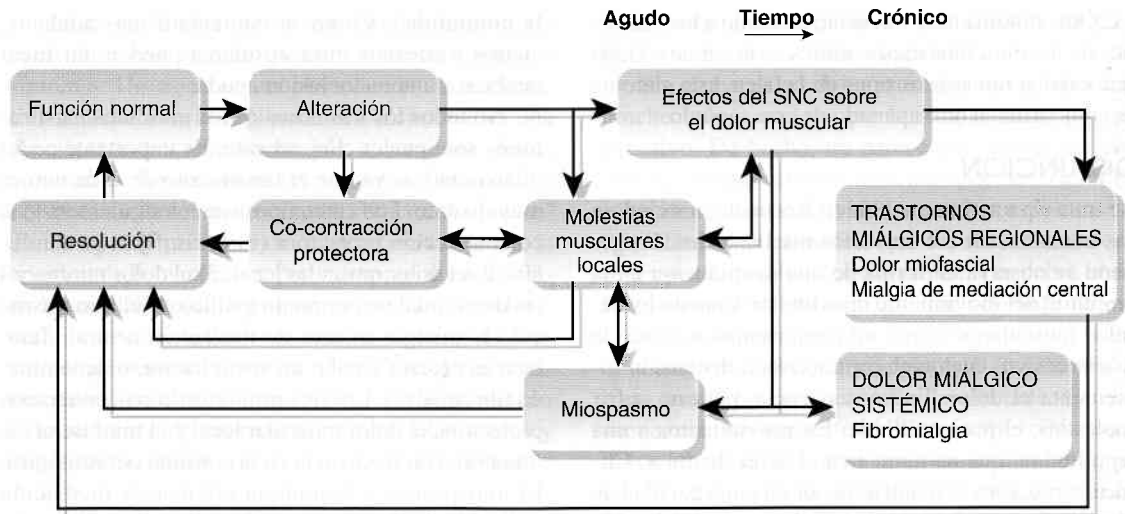 Agudo Tiempo Crónico
Función normal
Alteración
Efectos del SNC sobre
el dolor muscular
Resolución
Co-contracción
protectora
Molestias
musculares
locales
TRASTORNOS
MIÁLGICOS REGIONALES
Dolor miofascial
Mialgia de mediación central
Miospasmo
DOLOR MIÁLGICO
SISTÉMICO
Fibromialgia